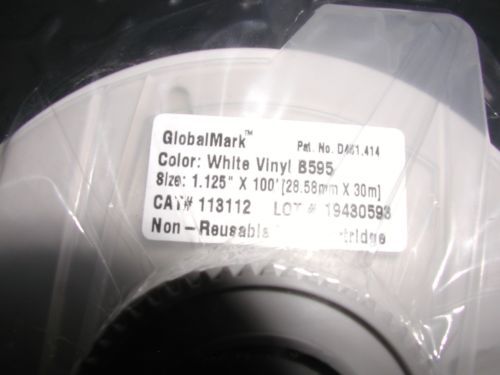 GlobalMark™ Pat. No. D461,414
Color: White Vinyl B595
Size: 1.125" X 100' [28.58mm X 30m]
CAT# 113112 LOT # 19430593
Non-Reusable